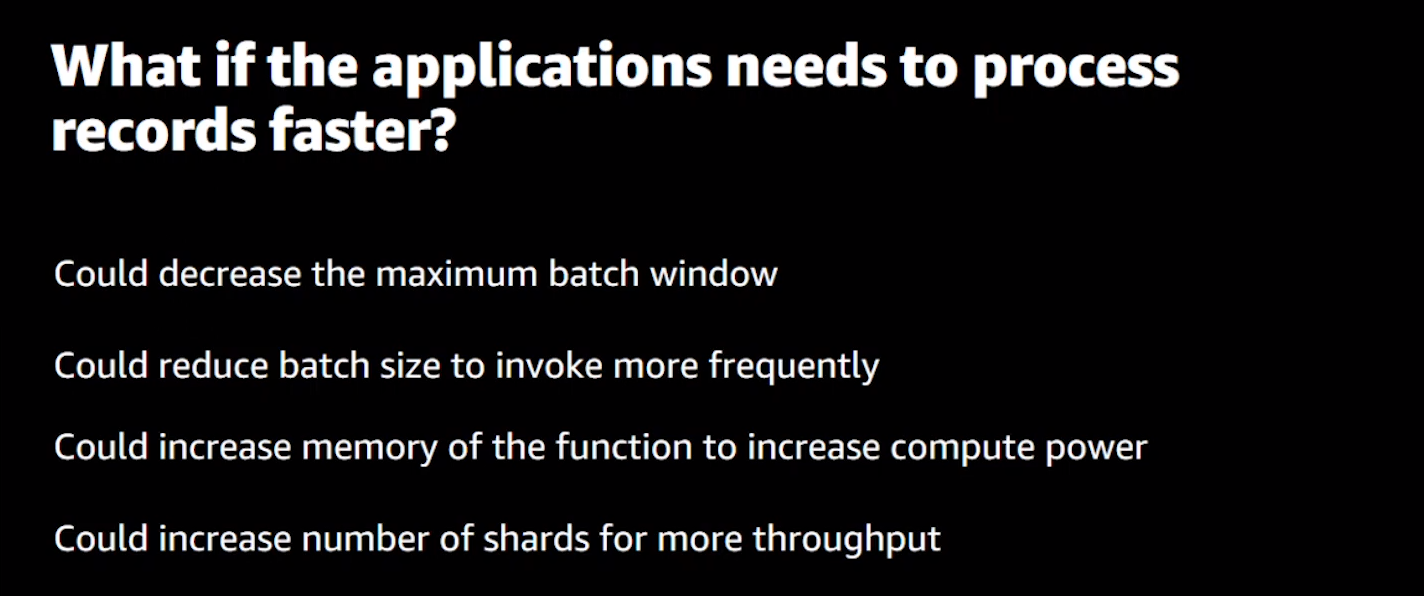 What if the applications needs to process
records faster?
Could decrease the maximum batch window
Could reduce batch size to invoke more frequently
Could increase memory of the function to increase compute power
Could increase number of shards for more throughput